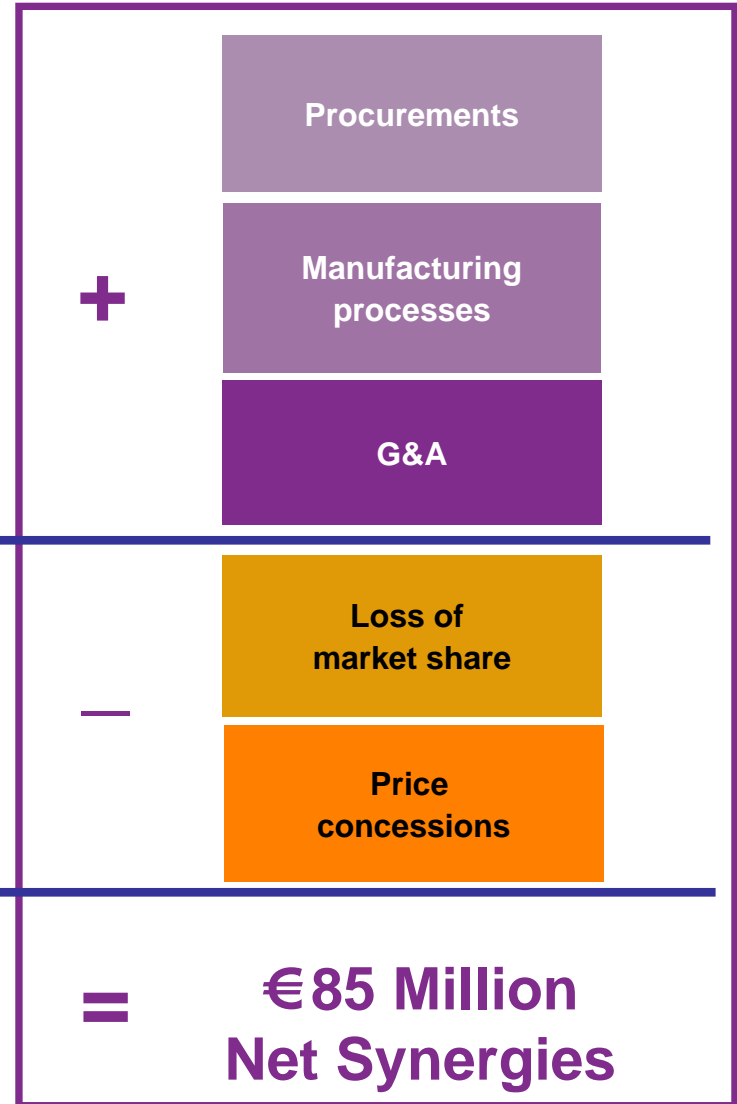 Procurements
+
Manufacturing
processes
G&A
Loss of
market share
—
Price
concessions
=
€85 Million
Net Synergies